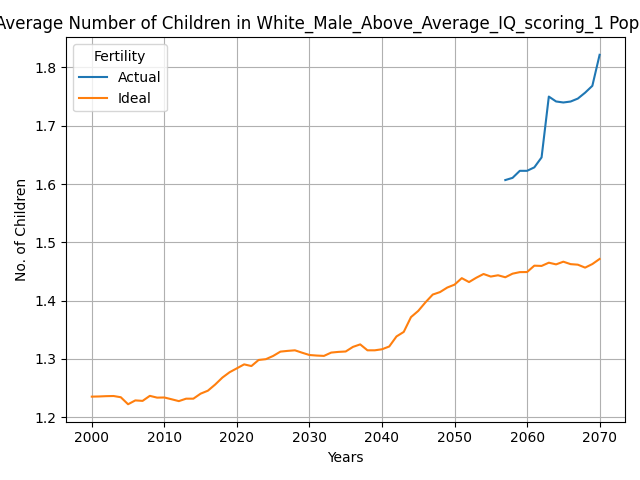 Average Number of Children in White_Male_Above_Average_IQ_scoring_1 Pop
Fertility
Actual
Ideal
No. of Children
1.8
1.7
1.6
1.5
1.4
1.3
1.2
2000 2010 2020 2030 2040 2050 2060 2070
Years